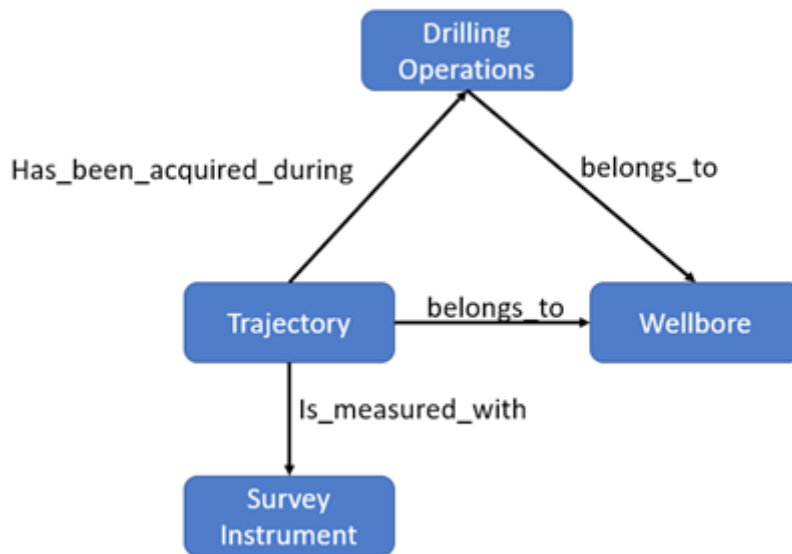 Drilling
Operations
Has_been_acquired_during
belongs_to
Trajectory
belongs_to
Wellbore
Is_measured_with
Survey
Instrument